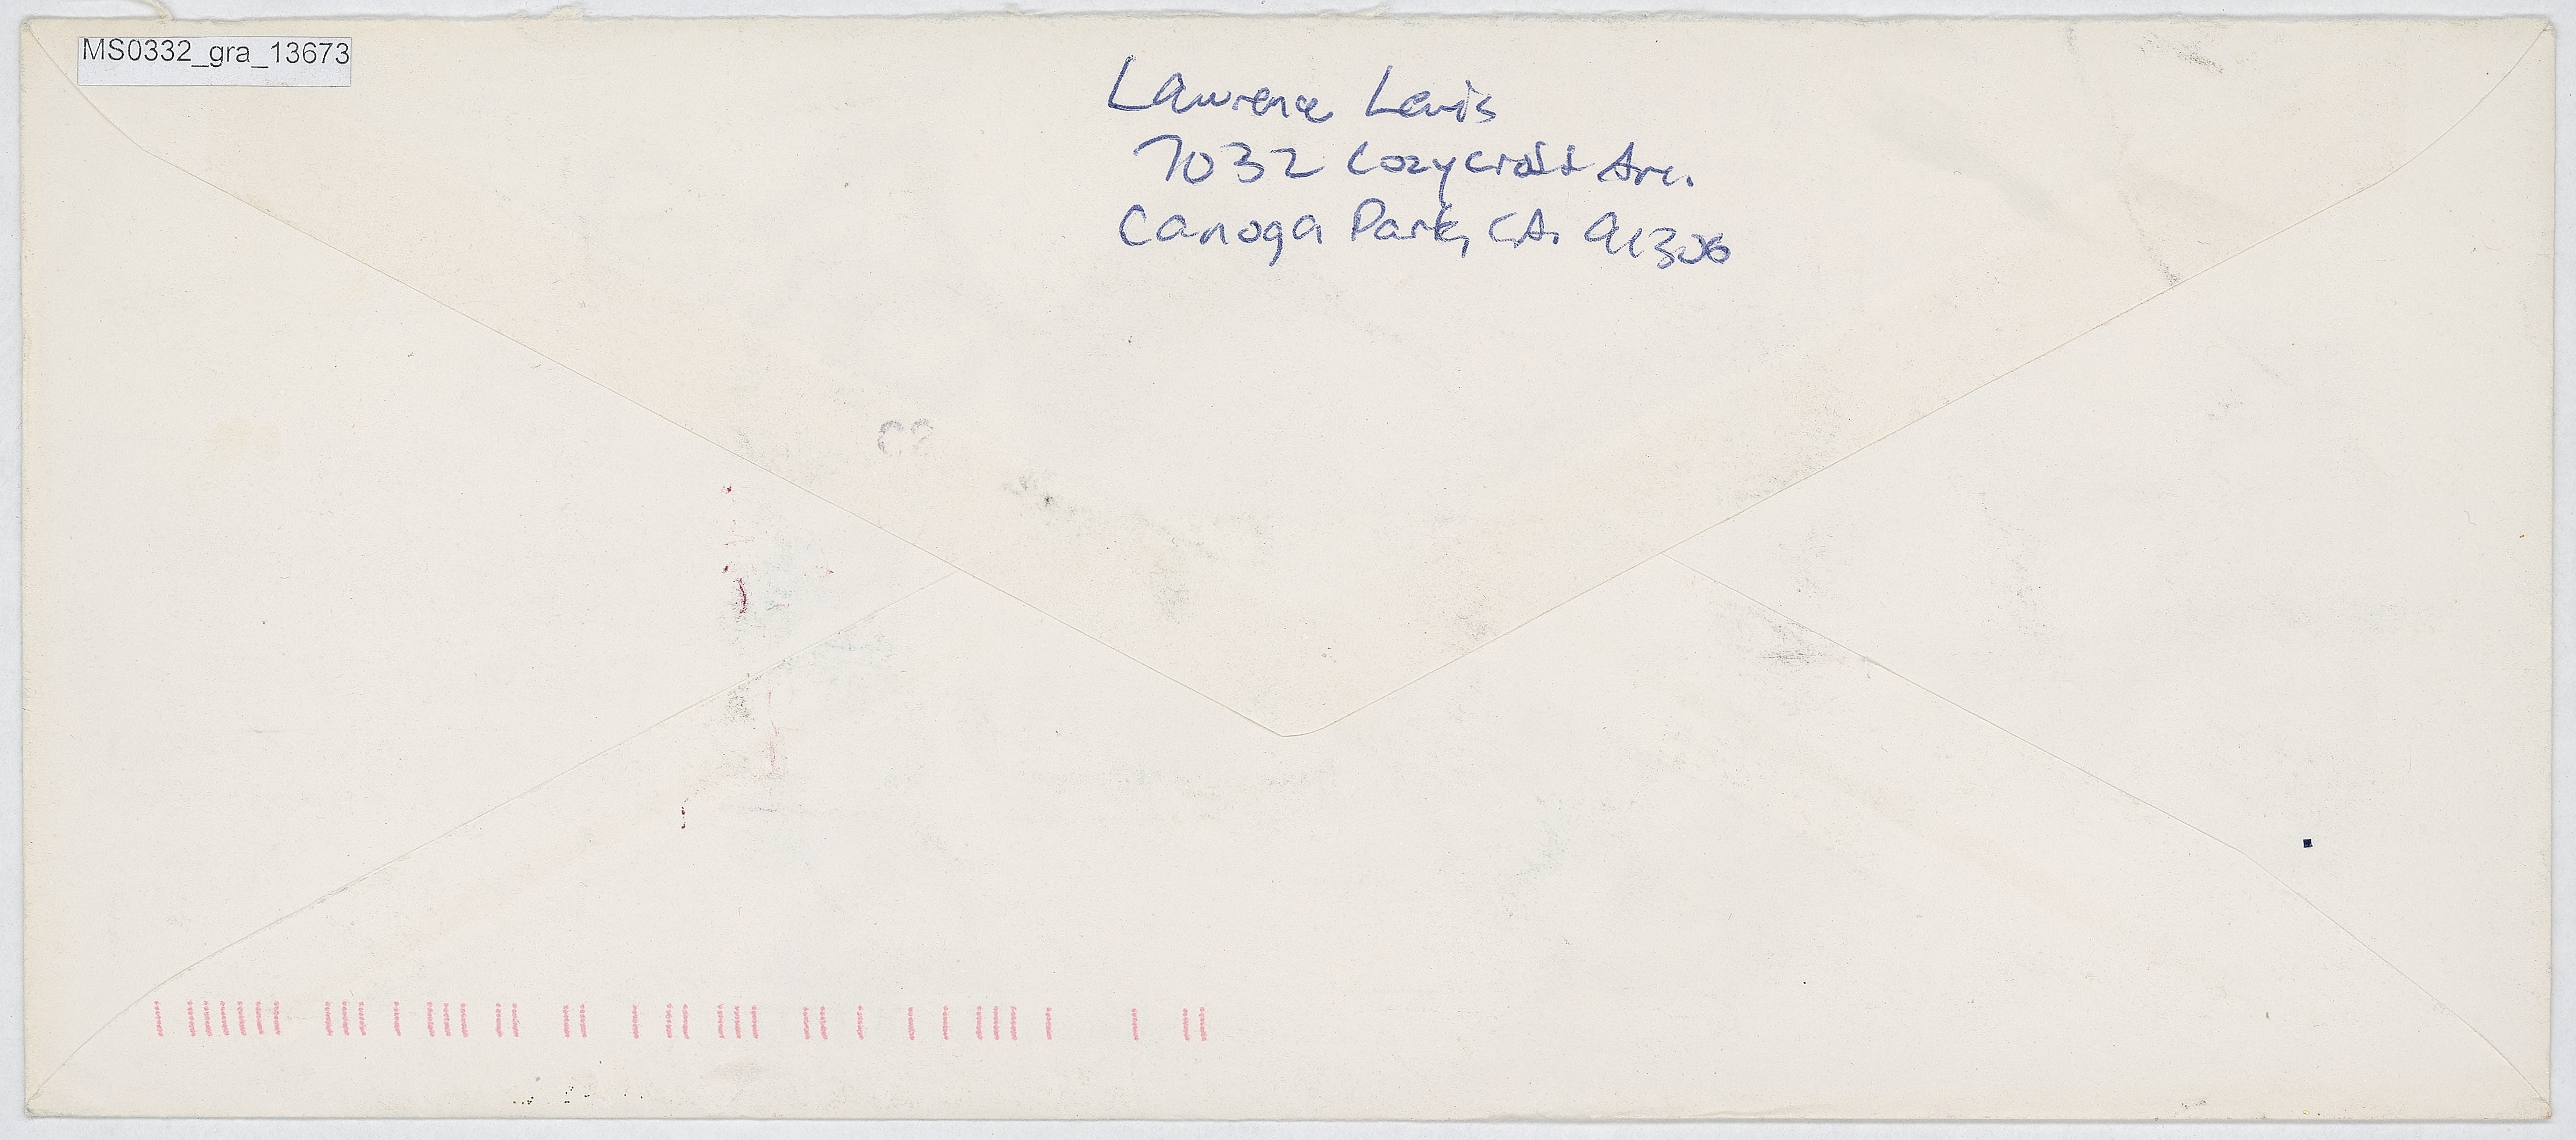 MS0332_gra_13673
Lawrence Lewis
7032 Cozycroft Ave.
Canoga Park, CA. 91306